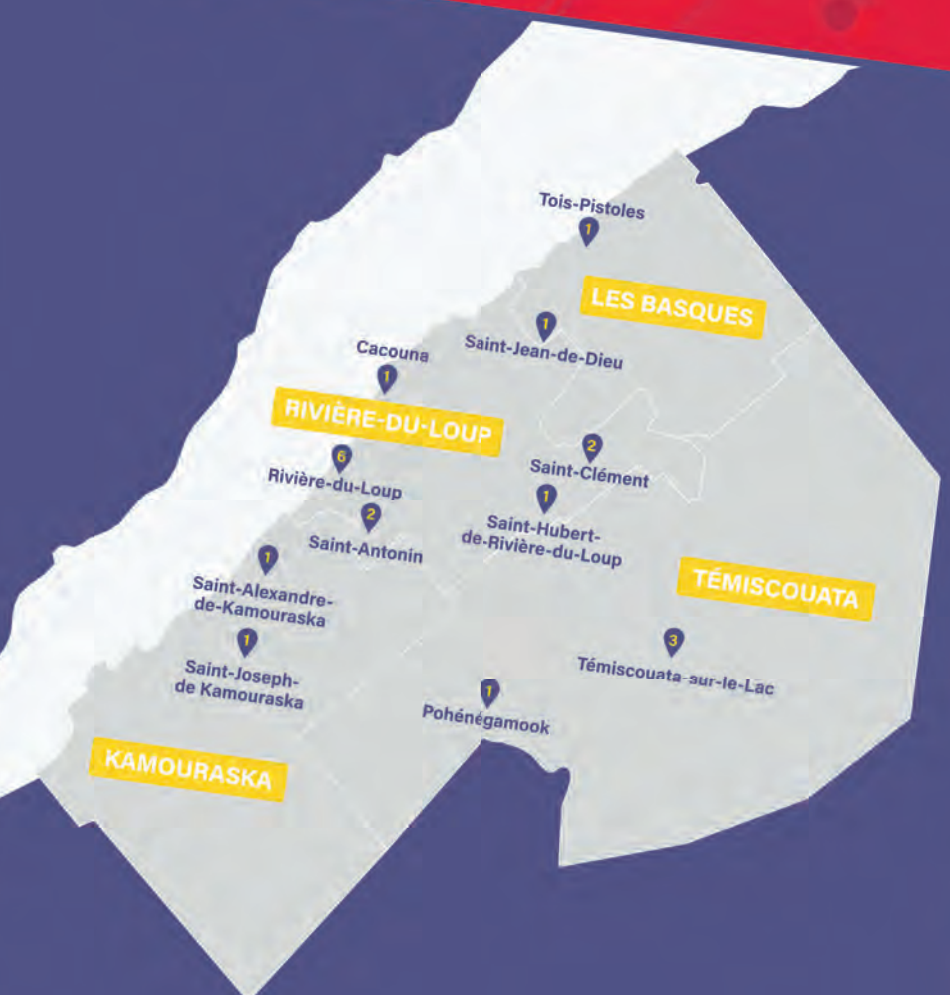 Tois-Pistoles
1
LES BASQUES
1
Saint-Jean-de-Dieu
Cacouna
1
RIVIÈRE-DU-LOUP
6
Rivière-du-Loup
2
Saint-Clément
1
Saint-Hubert-
de-Rivière-du-Loup
2
Saint-Antonin
1
Saint-Alexandre-
de-Kamouraska
TÉMISCOUATA
1
Saint-Joseph-
de Kamouraska
3
Témiscouata-sur-le-Lac
1
Pohénégamook
KAMOURASKA